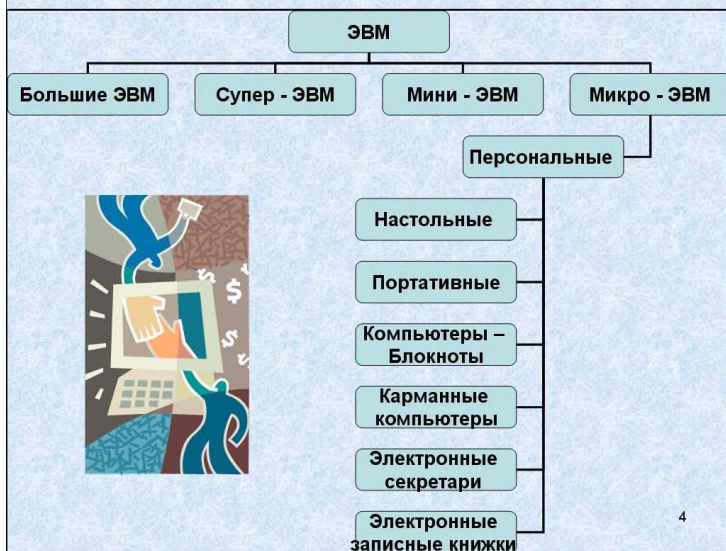 ЭВМ
Большие ЭВМ
Супер - ЭВМ
Мини - ЭВМ
Микро - ЭВМ
Персональные
Настольные
Портативные
Компьютеры –
Блокноты
Карманные
компьютеры
Электронные
секретари
Электронные
записные книжки
$
$
$
$
4